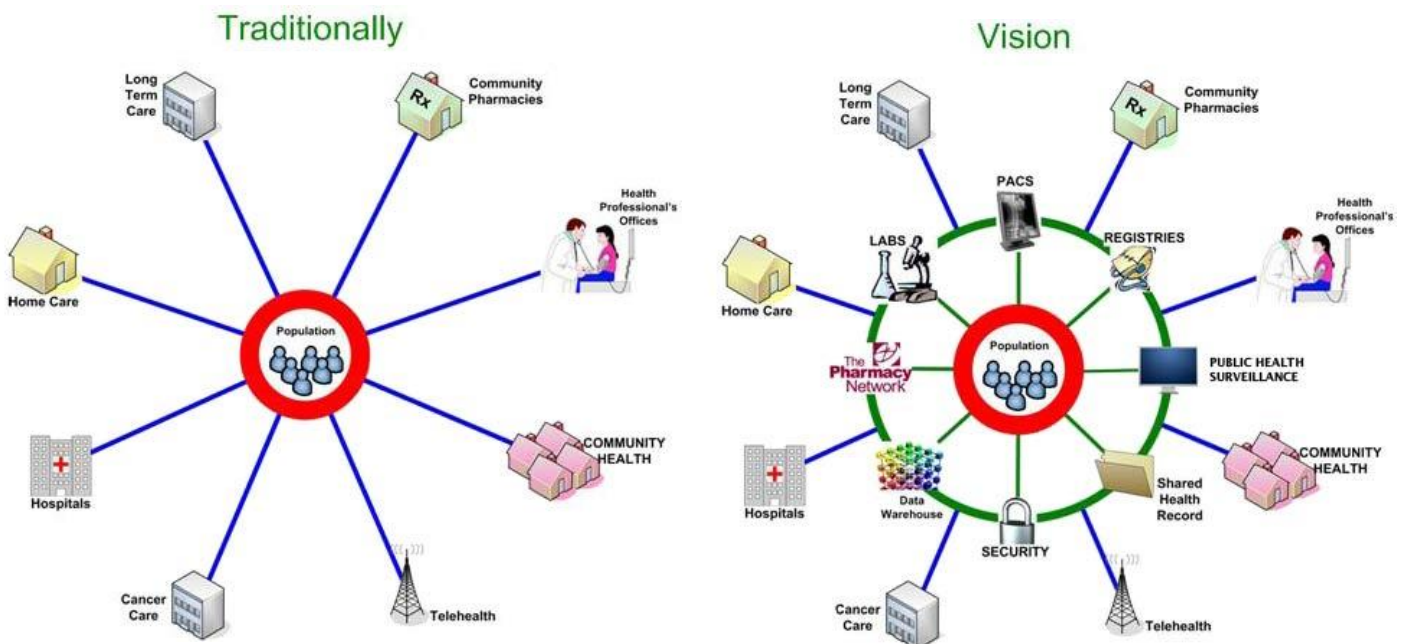 Traditionally
Long
Term
Care
Rx
Community
Pharmacies
Health
Professional's
Offices
Home Care
Population
COMMUNITY
HEALTH
Hospitals
Cancer
Care
Telehealth
Vision
Long
Term
Care
Rx
Community
Pharmacies
PACS
Health
Professional's
Offices
LABS
REGISTRIES
Home Care
Population
The
Pharmacy
Network
PUBLIC HEALTH
SURVEILLANCE
COMMUNITY
HEALTH
Hospitals
Data
Warehouse
Shared
Health
Record
SECURITY
Cancer
Care
Telehealth